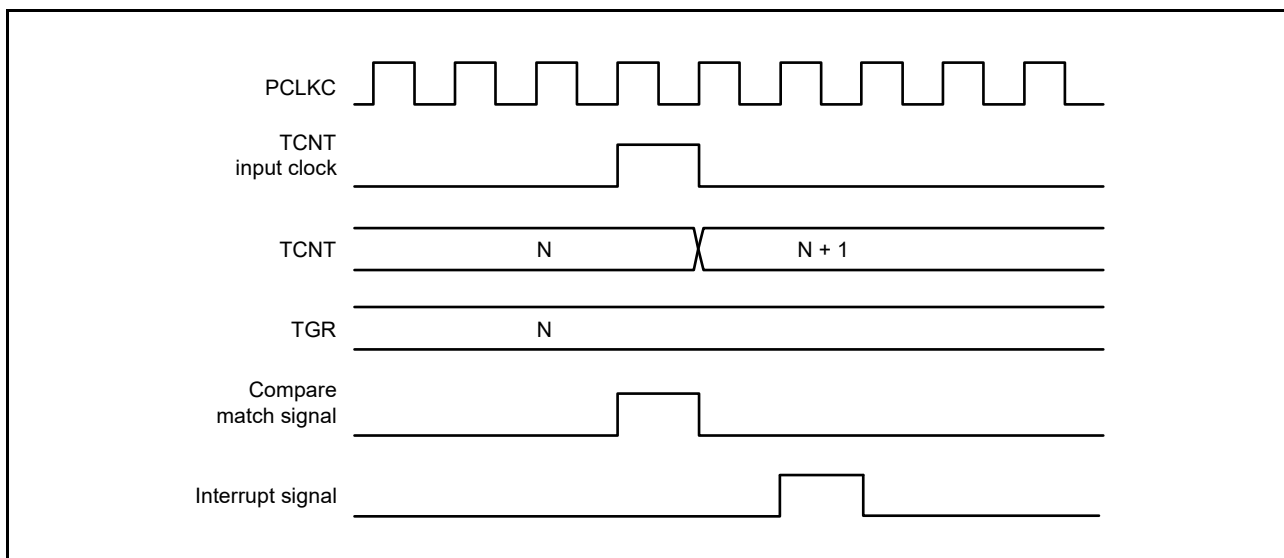 PCLKC
TCNT
input clock
TCNT
N
N + 1
TGR
N
Compare
match signal
Interrupt signal